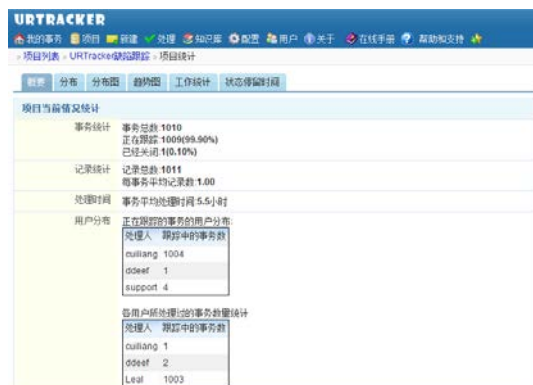 URTRACKER
我的事务 项目 新建 处理 知识库 配置 用户 关于 在线手册 帮助和支持
项目列表 » URTracker缺陷跟踪 » 项目统计
概要 分布 分布图 趋势图 工作统计 状态停留时间
项目当前情况统计
事务统计 事务总数:1010
正在跟踪:1009(99.90%)
已经关闭:1(0.10%)
记录统计 记录总数:1011
每事务平均记录数:1.00
处理时间 事务平均处理时间:5.5小时
用户分布 正在跟踪的事务的用户分布:
处理人 跟踪中的事务数
cuiliang 1004
ddeef 1
support 4
各用户所处理过的事务数量统计
处理人 跟踪中的事务数
cuiliang 1
ddeef 2
Leal 1003